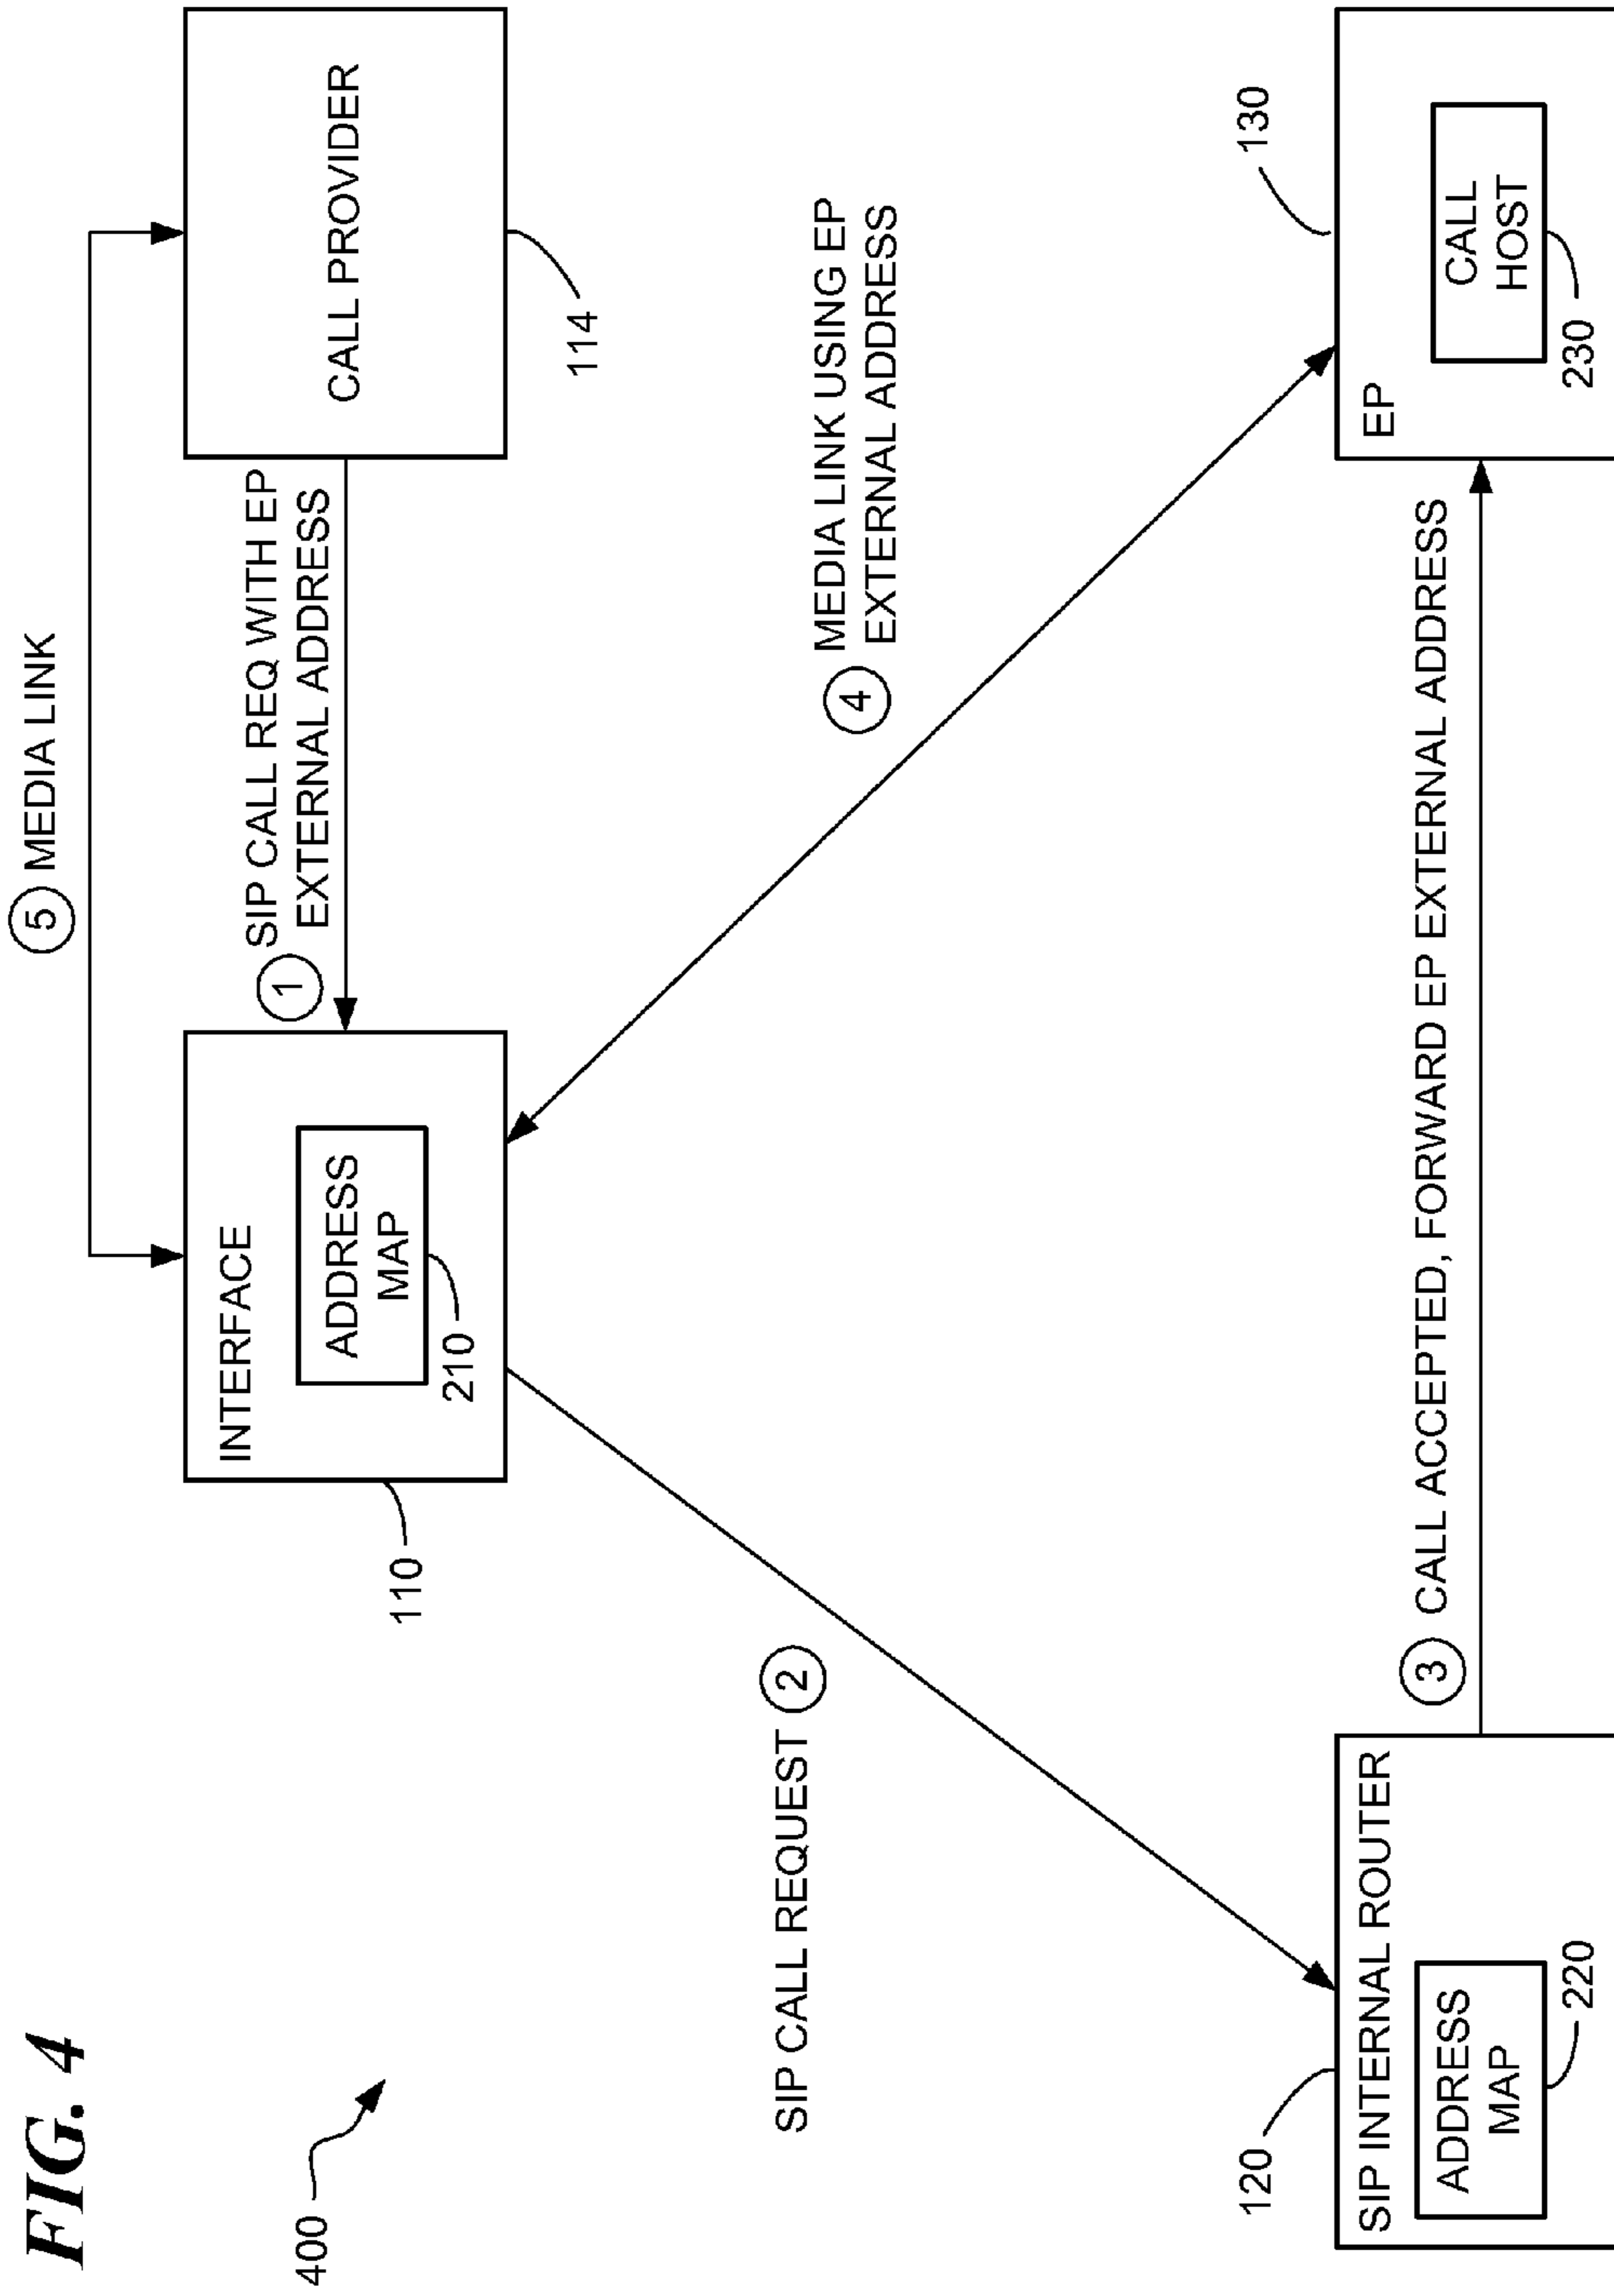 FIG. 4
400
5 MEDIA LINK
INTERFACE
ADDRESS
MAP
210
110
1
SIP CALL REQ WITH EP
EXTERNAL ADDRESS
CALL PROVIDER
114
SIP CALL REQUEST 2
4
MEDIA LINK USING EP
EXTERNAL ADDRESS
120
SIP INTERNAL ROUTER
ADDRESS
MAP
220
3 CALL ACCEPTED, FORWARD EP EXTERNAL ADDRESS
130
EP
CALL
HOST
230